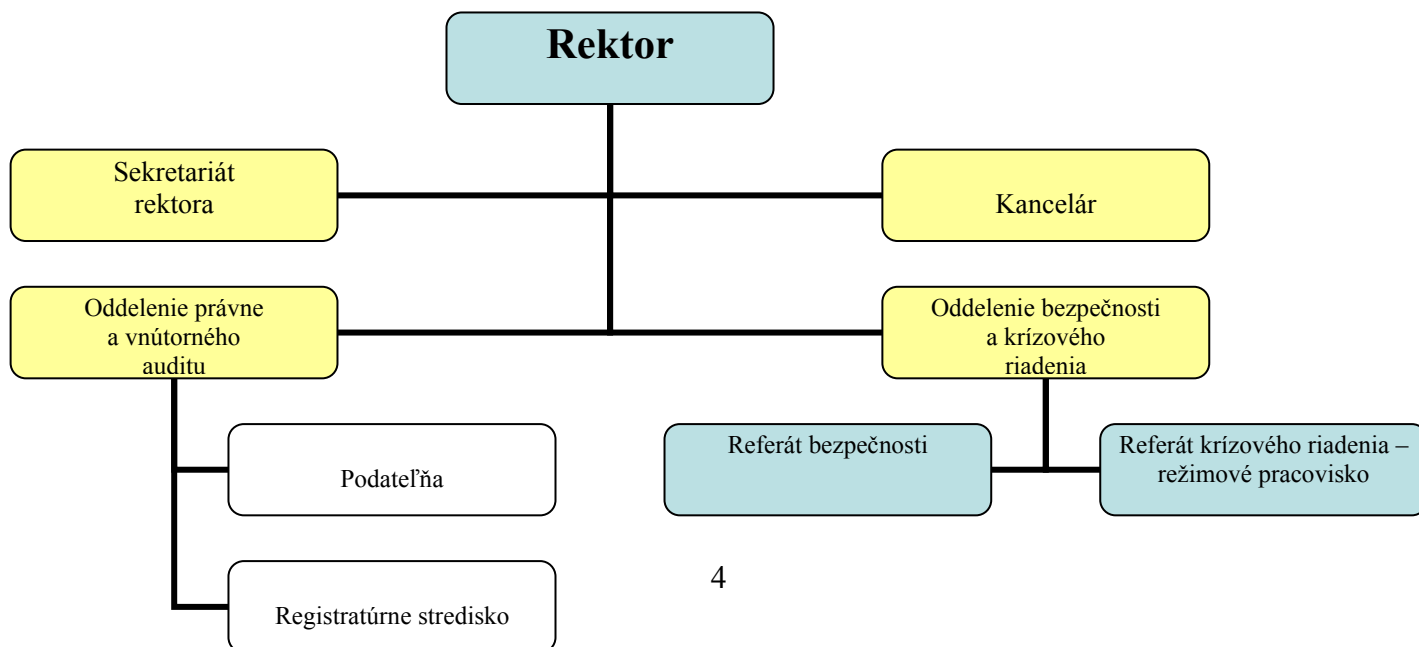 Rektor
Sekretariát
rektora
Kancelár
Oddelenie právne
a vnútorného
auditu
Oddelenie bezpečnosti
a krízového
riadenia
Podateľňa
Referát bezpečnosti
Referát krízového riadenia –
režimové pracovisko
Registratúrne stredisko
4